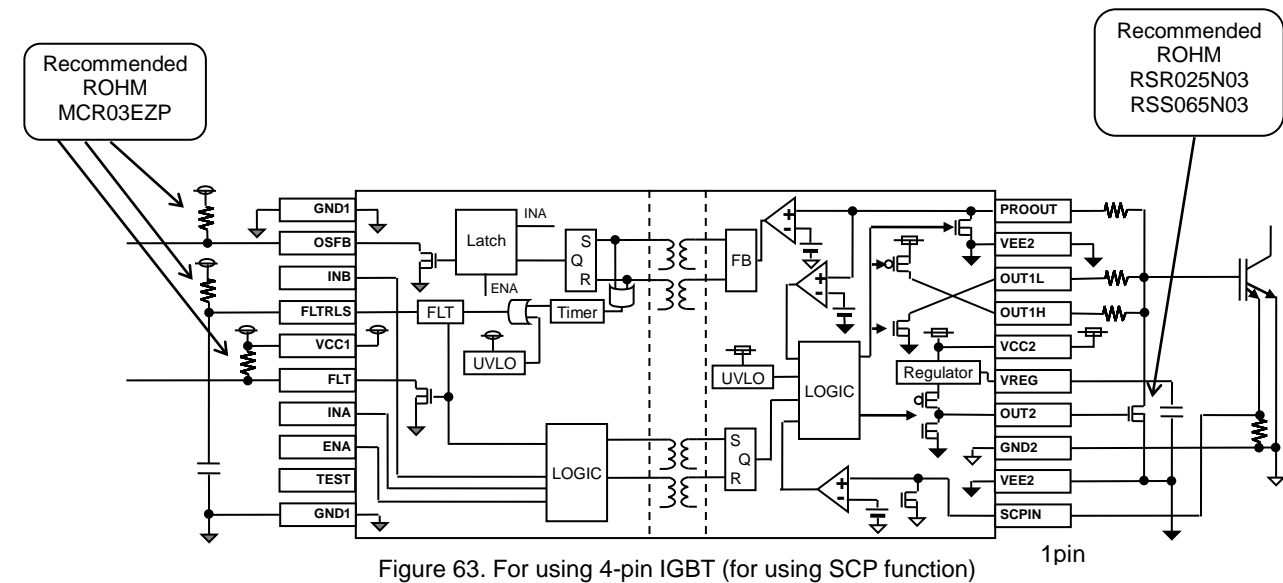 Recommended
ROHM
MCR03EZP
Recommended
ROHM
RSR025N03
RSS065N03
GND1
OSFB
INB
FLTRLS
VCC1
FLT
INA
ENA
TEST
GND1
INA
Latch
ENA
S
Q
R
FLT
Timer
UVLO
LOGIC
FB
+
-
+
-
UVLO
LOGIC
Regulator
S
Q
R
+
-
PROOUT
VEE2
OUT1L
OUT1H
VCC2
VREG
OUT2
GND2
VEE2
SCPIN
1pin
Figure 63. For using 4-pin IGBT (for using SCP function)